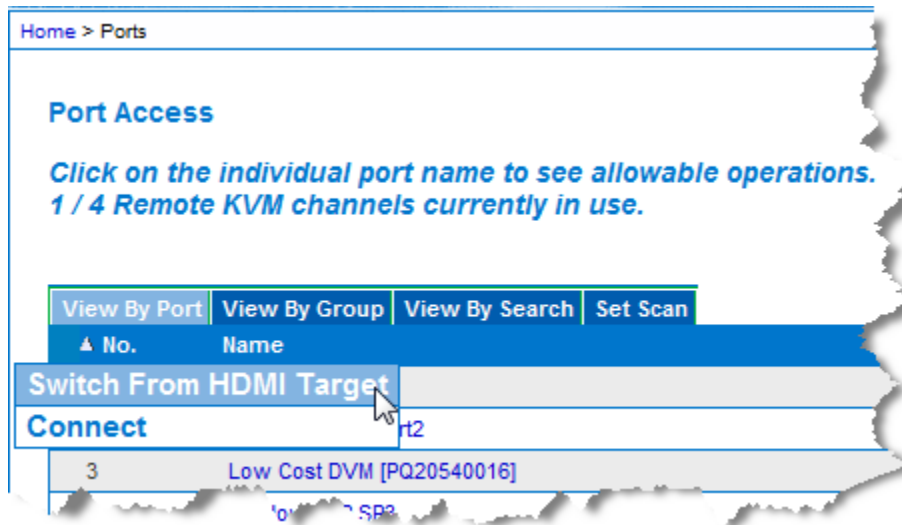 Home > Ports
Port Access
Click on the individual port name to see allowable operations.
1 / 4 Remote KVM channels currently in use.
View By Port View By Group View By Search Set Scan
No. Name
Switch From HDMI Target
Connect
3 Low Cost DVM [PQ20540016]